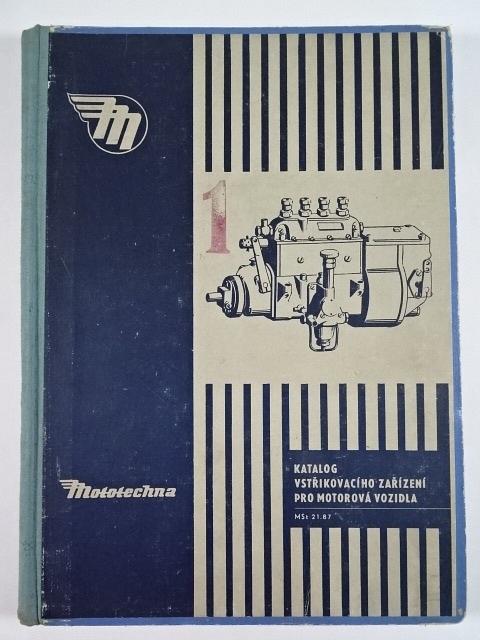 M
1
Mototechna
KATALOG
VSTŘIKOVACÍHO ZAŘÍZENÍ
PRO MOTOROVÁ VOZIDLA
MSt 21.87